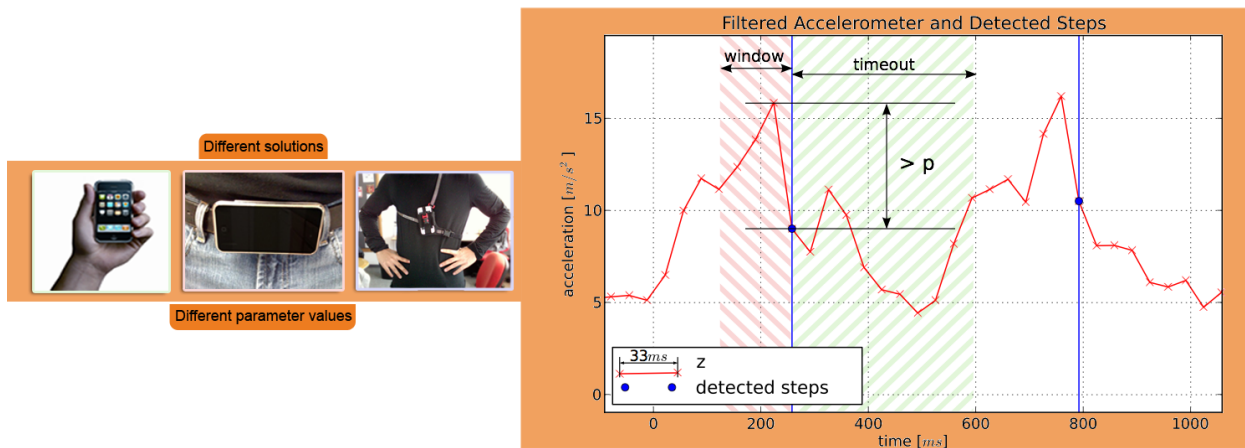 Different solutions
Different parameter values
Filtered Accelerometer and Detected Steps
window
timeout
> p
15
10
5
0
acceleration [m/s²]
33ms
z
detected steps
0
200
400
600
800
1000
time [ms]